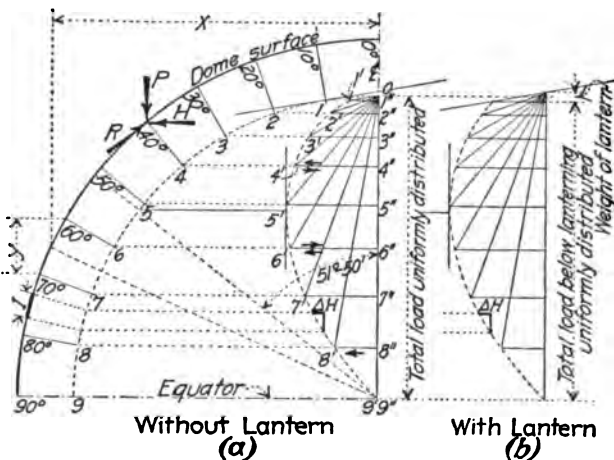 X
Dome surface
0°
10°
20°
30°
40°
50°
60°
70°
80°
90°
P
H
R
y
1
2
3
4
5
6
7
8
9
0
1'
2'
3'
4'
5'
6'
7'
8'
1"
2"
3"
4"
5"
6"
7"
8"
9 9"
51°50'
ΔH
Equator
Total load uniformly distributed
Without Lantern
(a)
ΔH
Total load below lantern
uniformly distributed
Weight of lantern
With Lantern
(b)